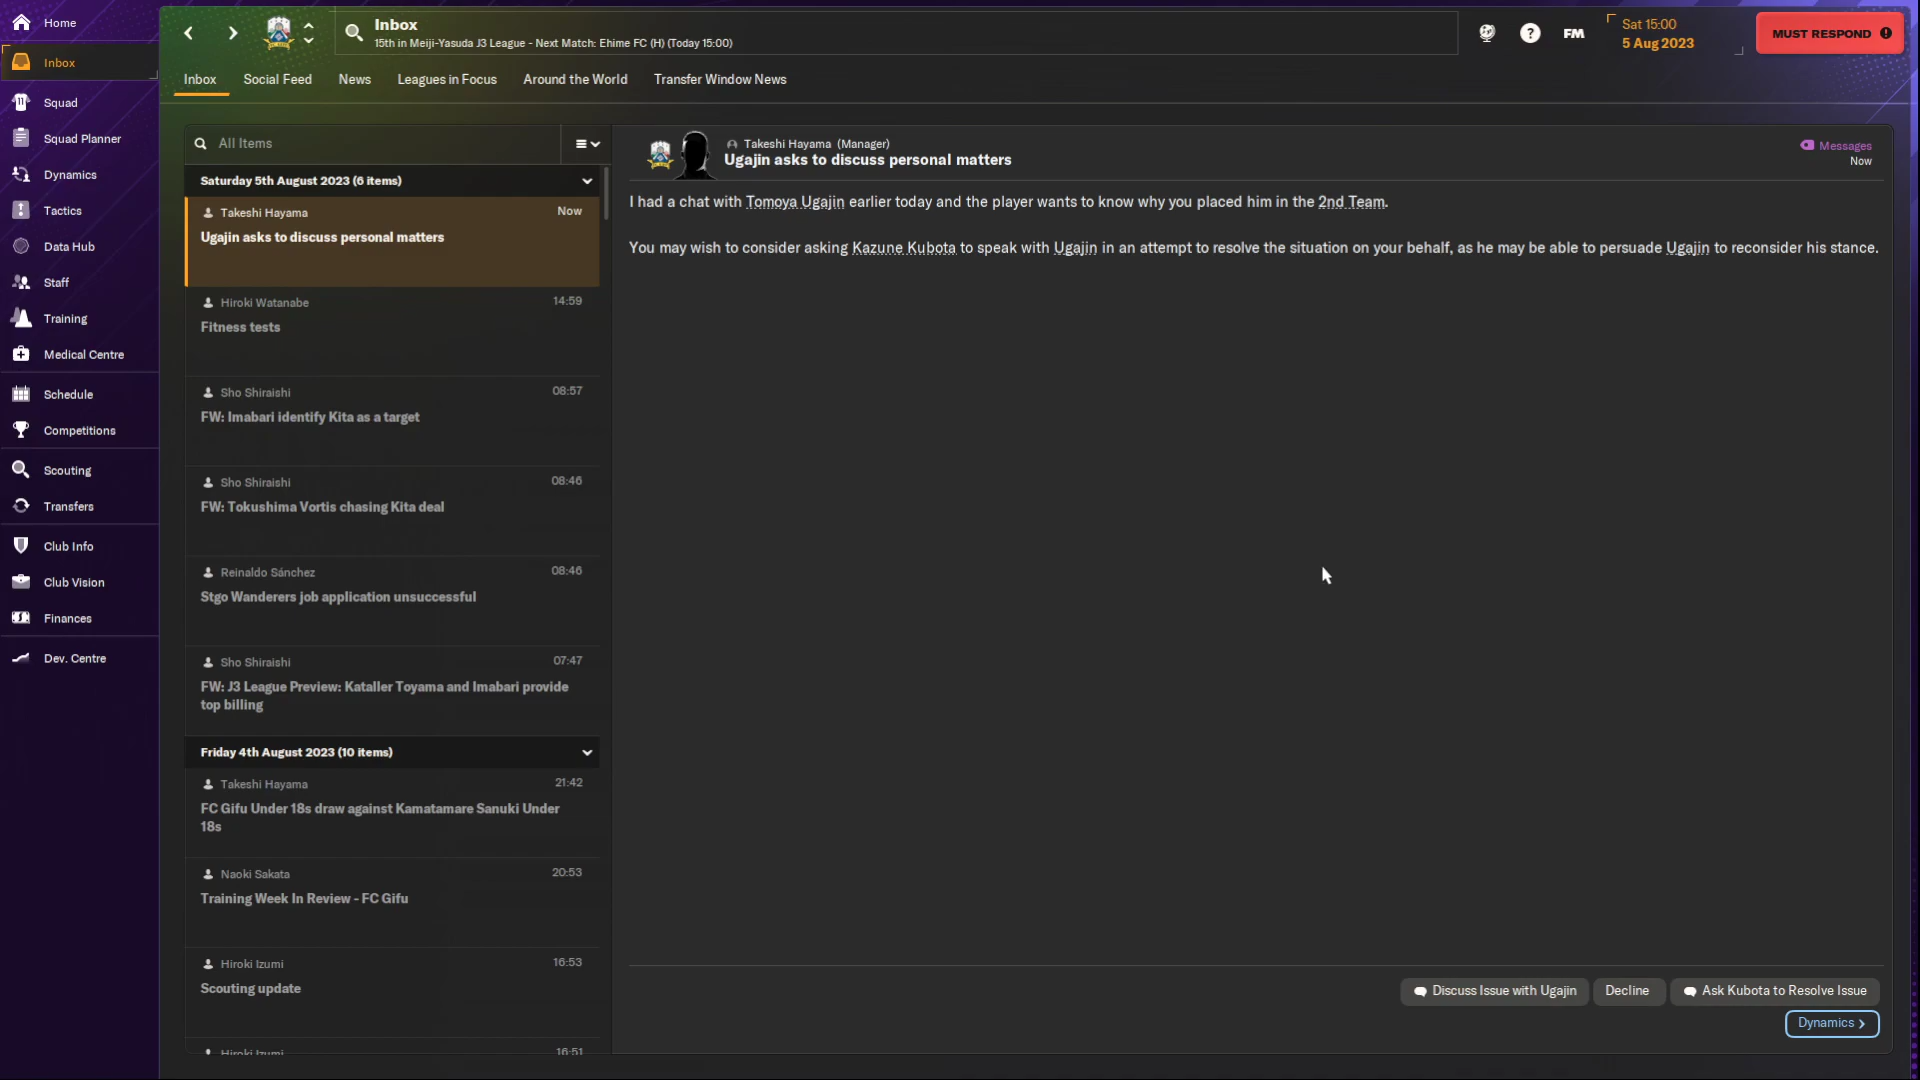 Home
Inbox
Squad
Squad Planner
Dynamics
Tactics
Data Hub
Staff
Training
Medical Centre
Schedule
Competitions
Scouting
Transfers
Club Info
Club Vision
Finances
Dev. Centre
Inbox
15th in Meiji-Yasuda J3 League - Next Match: Ehime FC (H) (Today 15:00)
FM
Sat 15:00
5 Aug 2023
MUST RESPOND
Inbox
Social Feed
News
Leagues in Focus
Around the World
Transfer Window News
All Items
Saturday 5th August 2023 (6 items)
Takeshi Hayama
Now
Ugajin asks to discuss personal matters
Hiroki Watanabe
14:59
Fitness tests
Sho Shiraishi
08:57
FW: Imabari identify Kita as a target
Sho Shiraishi
08:46
FW: Tokushima Vortis chasing Kita deal
Reinaldo Sánchez
08:46
Stgo Wanderers job application unsuccessful
Sho Shiraishi
07:47
FW: J3 League Preview: Kataller Toyama and Imabari provide
top billing
Friday 4th August 2023 (10 items)
Takeshi Hayama
21:42
FC Gifu Under 18s draw against Kamatamare Sanuki Under
18s
Naoki Sakata
20:53
Training Week In Review - FC Gifu
Hiroki Izumi
16:53
Scouting update
Hiroki Izumi
16:51
Takeshi Hayama (Manager)
Ugajin asks to discuss personal matters
Messages
Now
I had a chat with Tomoya Ugajin earlier today and the player wants to know why you placed him in the 2nd Team.
You may wish to consider asking Kazune Kubota to speak with Ugajin in an attempt to resolve the situation on your behalf, as he may be able to persuade Ugajin to reconsider his stance.
Discuss Issue with Ugajin
Decline
Ask Kubota to Resolve Issue
Dynamics >